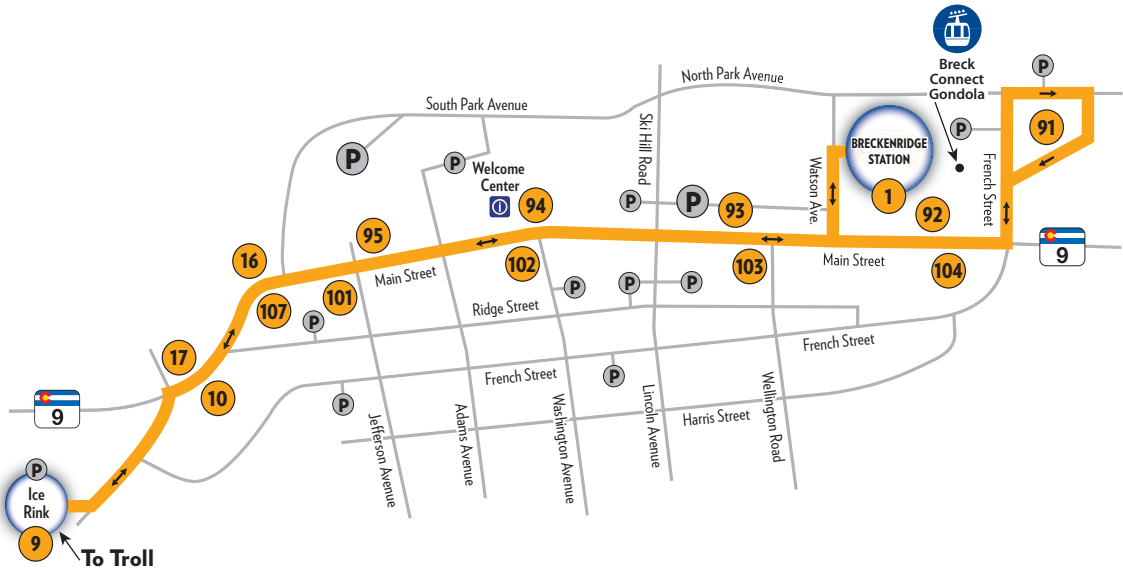 Breck
Connect
Gondola
P
North Park Avenue
South Park Avenue
P
91
BRECKENRIDGE
STATION
1
92
French Street
Ski Hill Road
Watson Ave.
P
P
Welcome
Center
i
94
P
P
93
95
Main Street
9
16
102
103
104
Main Street
107
101
P
P
P
P
Ridge Street
17
10
French Street
French Street
P
P
9
Jefferson Avenue
Adams Avenue
Washington Avenue
Lincoln Avenue
Wellington Road
Harris Street
P
Ice
Rink
9
To Troll